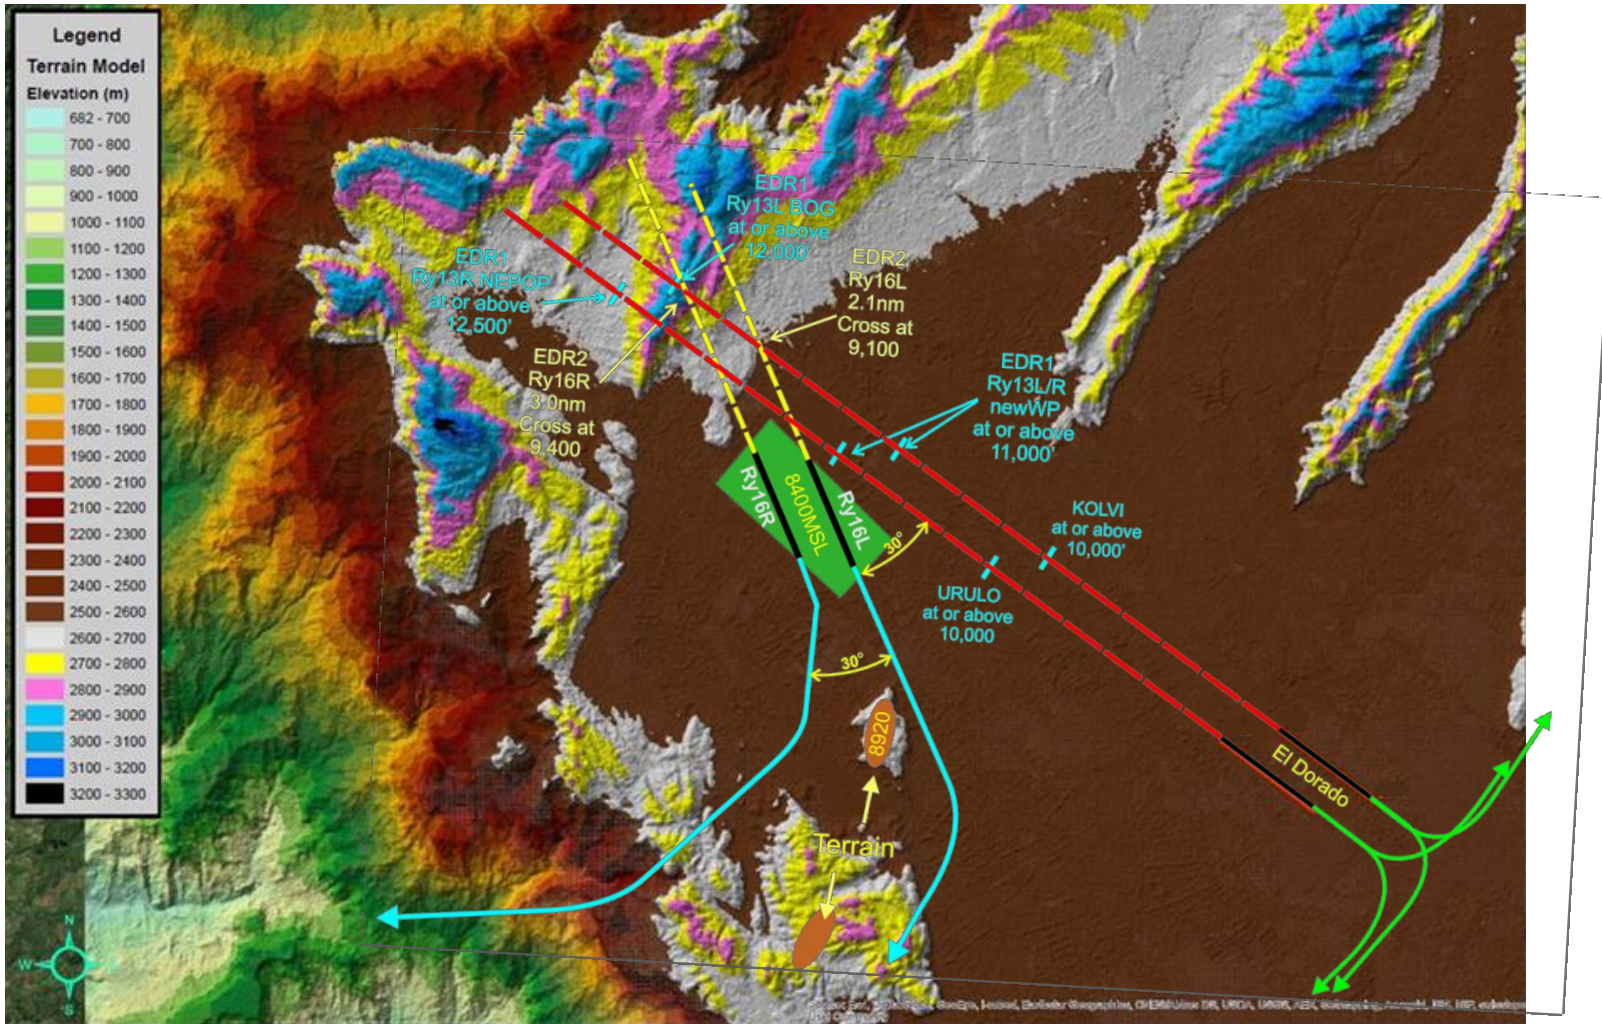 Legend
Terrain Model
Elevation (m)
682 - 700
700 - 800
800 - 900
900 - 1000
1000 - 1100
1100 - 1200
1200 - 1300
1300 - 1400
1400 - 1500
1500 - 1600
1600 - 1700
1700 - 1800
1800 - 1900
1900 - 2000
2000 - 2100
2100 - 2200
2200 - 2300
2300 - 2400
2400 - 2500
2500 - 2600
2600 - 2700
2700 - 2800
2800 - 2900
2900 - 3000
3000 - 3100
3100 - 3200
3200 - 3300
EDR1
Ry13L BOG
at or above
12,000'
EDR1
Ry13R NEPOP
at or above
12,500'
EDR2
Ry16L
2.1nm
Cross at
9,100
EDR2
Ry16R
3.0nm
Cross at
9,400
EDR1
Ry13L/R
newWP
at or above
11,000'
Ry16R
8400MSL
Ry16L
30°
KOLVI
at or above
10,000'
URULO
at or above
10,000
30°
8920
El Dorado
Terrain
N
W
S